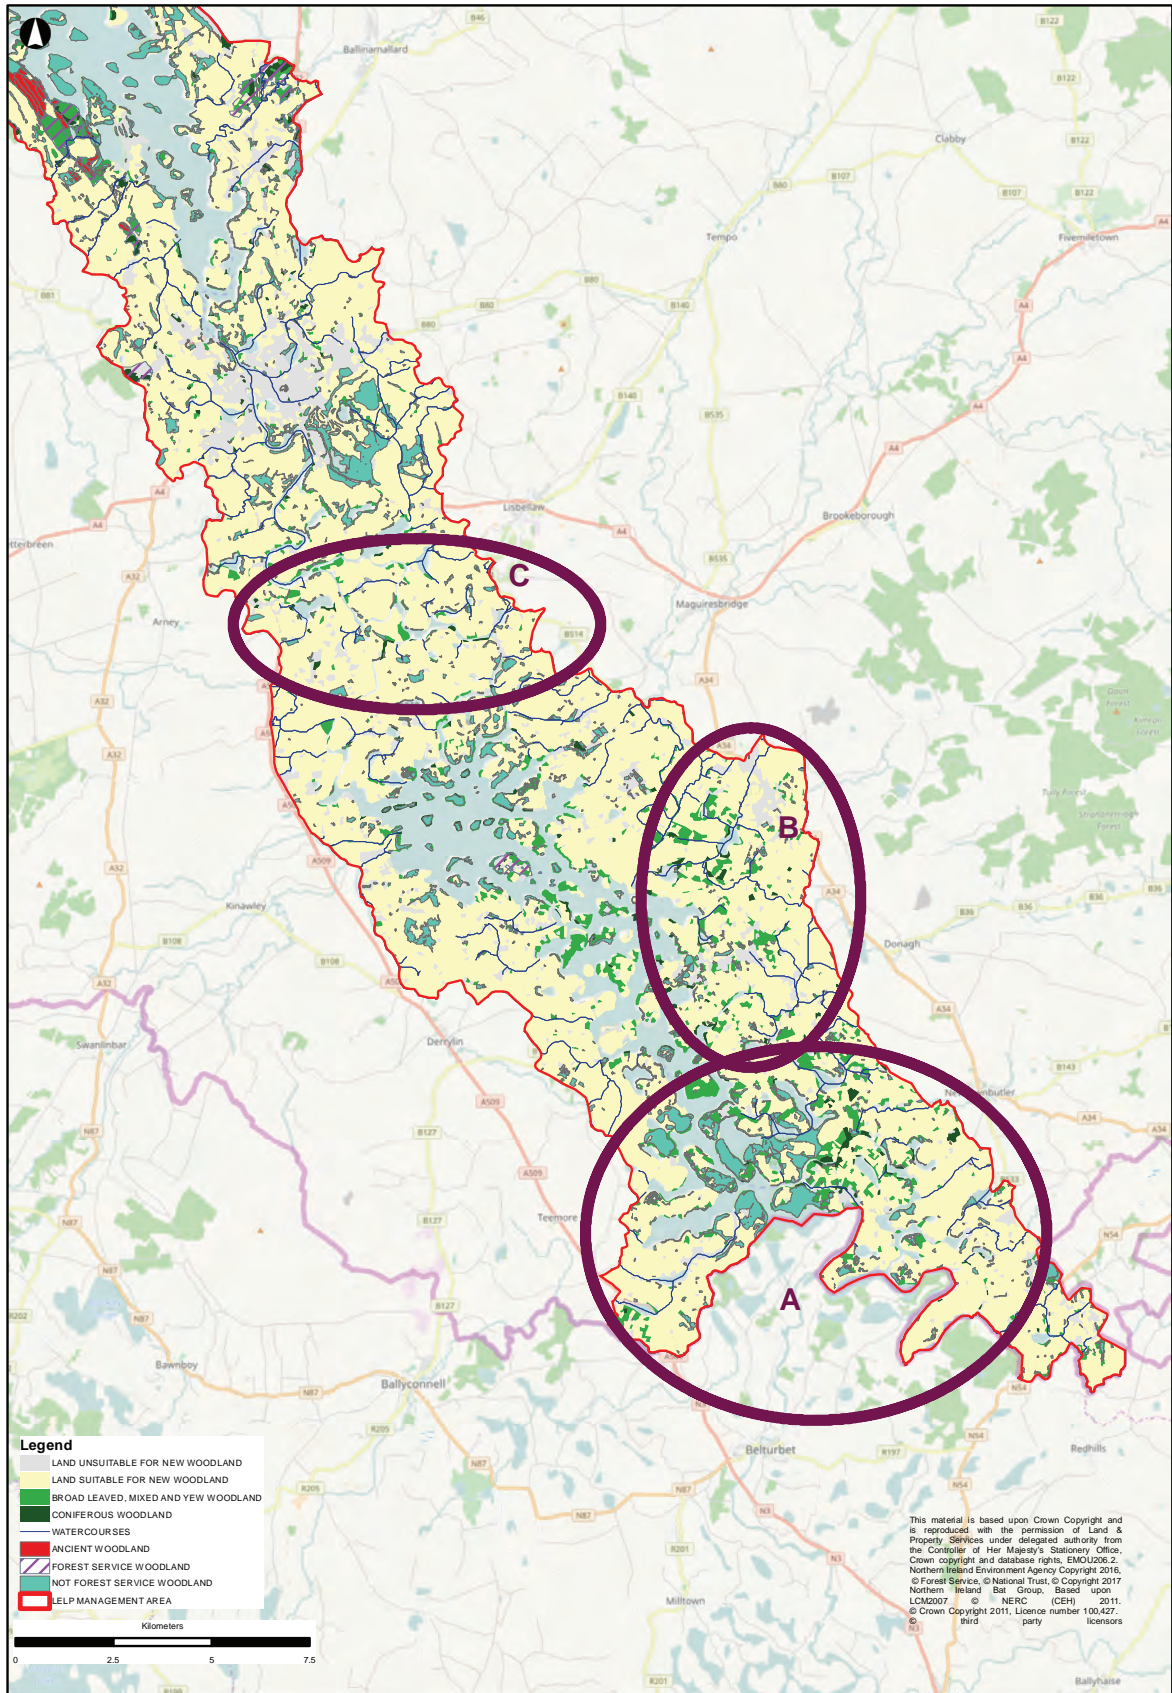 B46
B122
Ballinamallard
B122
Clabby
B122
B80
B107
B107
B122
Tempo
Fivemiletown
A4
B81
B80
B80
B140
A4
B80
A4
B140
A4
B535
A4
A4
Lisbellaw
Brookeborough
A4
B535
A32
C
Maguiresbridge
Arney
B514
A34
A32
A34
B
A32
A509
A34
B36
B36
B36
Kinawley
B108
Donagh
B108
A32
A34
Swanlinbar
Derrylin
B143
A509
A34
N87
B127
A34
A509
Teemore
B127
N87
N54
N87
A
B127
R202
N87
Bawnboy
N87
Ballyconnell
N54
N3
R205
Belturbet
R197
N54
Redhills
Legend
LAND UNSUITABLE FOR NEW WOODLAND
LAND SUITABLE FOR NEW WOODLAND
BROAD LEAVED, MIXED AND YEW WOODLAND
CONIFEROUS WOODLAND
WATERCOURSES
ANCIENT WOODLAND
FOREST SERVICE WOODLAND
NOT FOREST SERVICE WOODLAND
LELP MANAGEMENT AREA
Kilometers
0 2.5 5 7.5
N87
R205
N87
N87
N54
R201
N3
Milltown
N3
R201
Ballyhaise
This material is based upon Crown Copyright and
is reproduced with the permission of Land &
Property Services under delegated authority from
the Controller of Her Majesty's Stationery Office,
Crown copyright and database rights, EMOU206.2.
Northern Ireland Environment Agency Copyright 2016,
© Forest Service, © National Trust, © Copyright 2017
Northern Ireland Bat Group, Based upon
LCM2007 © NERC (CEH) 2011.
© Crown Copyright 2011, Licence number 100,427.
© third party licensors